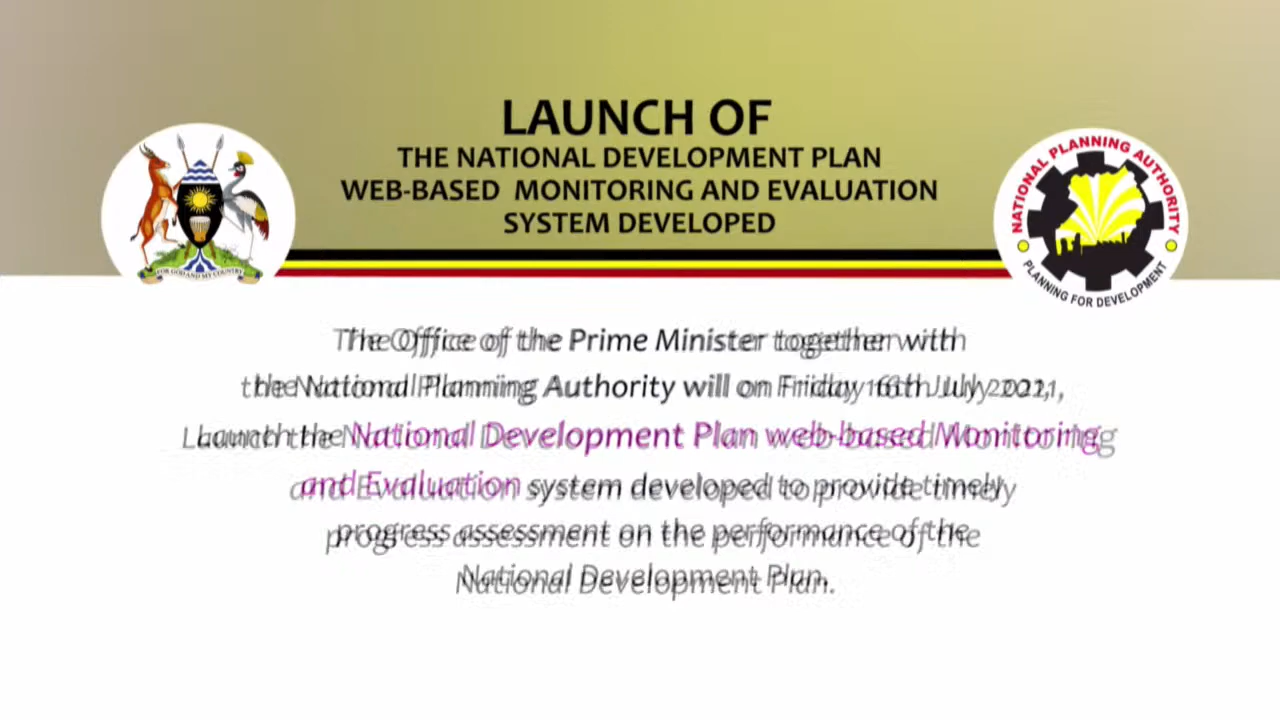 LAUNCH OF
THE NATIONAL DEVELOPMENT PLAN
WEB-BASED MONITORING AND EVALUATION
SYSTEM DEVELOPED
FOR GOD AND MY COUNTRY
NATIONAL PLANNING AUTHORITY
PLANNING FOR DEVELOPMENT
The Office of the Prime Minister together with
the National Planning Authority will on Friday 16th July 2021,
Launch the National Development Plan web-based Monitoring
and Evaluation system developed to provide timely
progress assessment on the performance of the
National Development Plan.